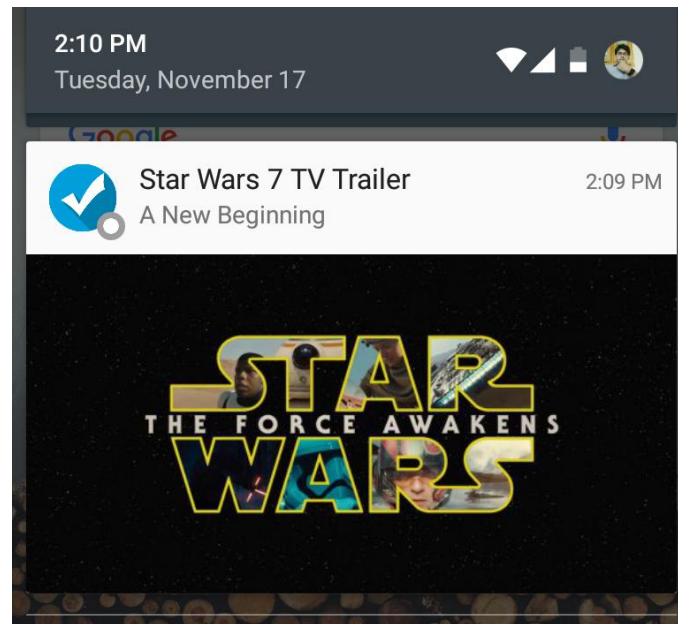 2:10 PM
Tuesday, November 17
Google
Star Wars 7 TV Trailer
2:09 PM
A New Beginning
STAR
THE FORCE AWAKENS
WARS